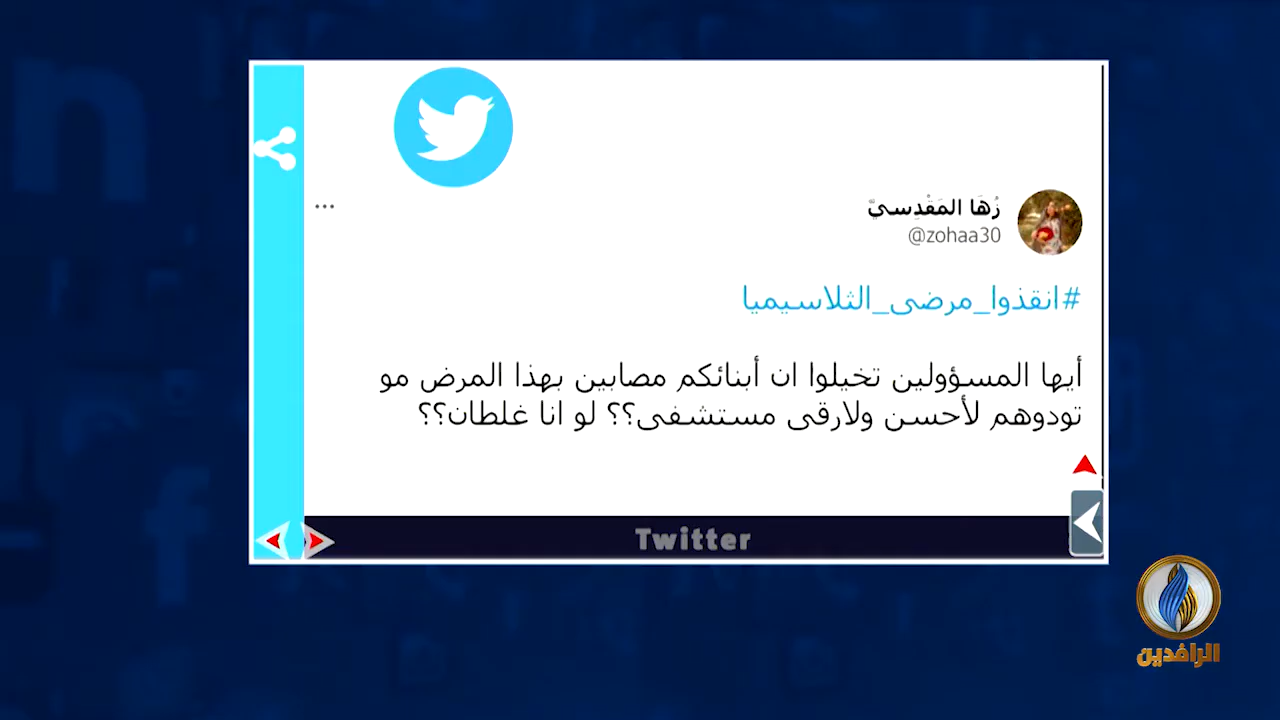 زُهَا المَقْدِسيَّ
@zohaa30
...
#انقذوا_مرضى_الثلاسيميا
أيها المسؤولين تخيلوا ان أبنائكم مصابين بهذا المرض مو
تودوهم لأحسن ولارقى مستشفى؟؟ لو انا غلطان؟؟
Twitter
الرافدين